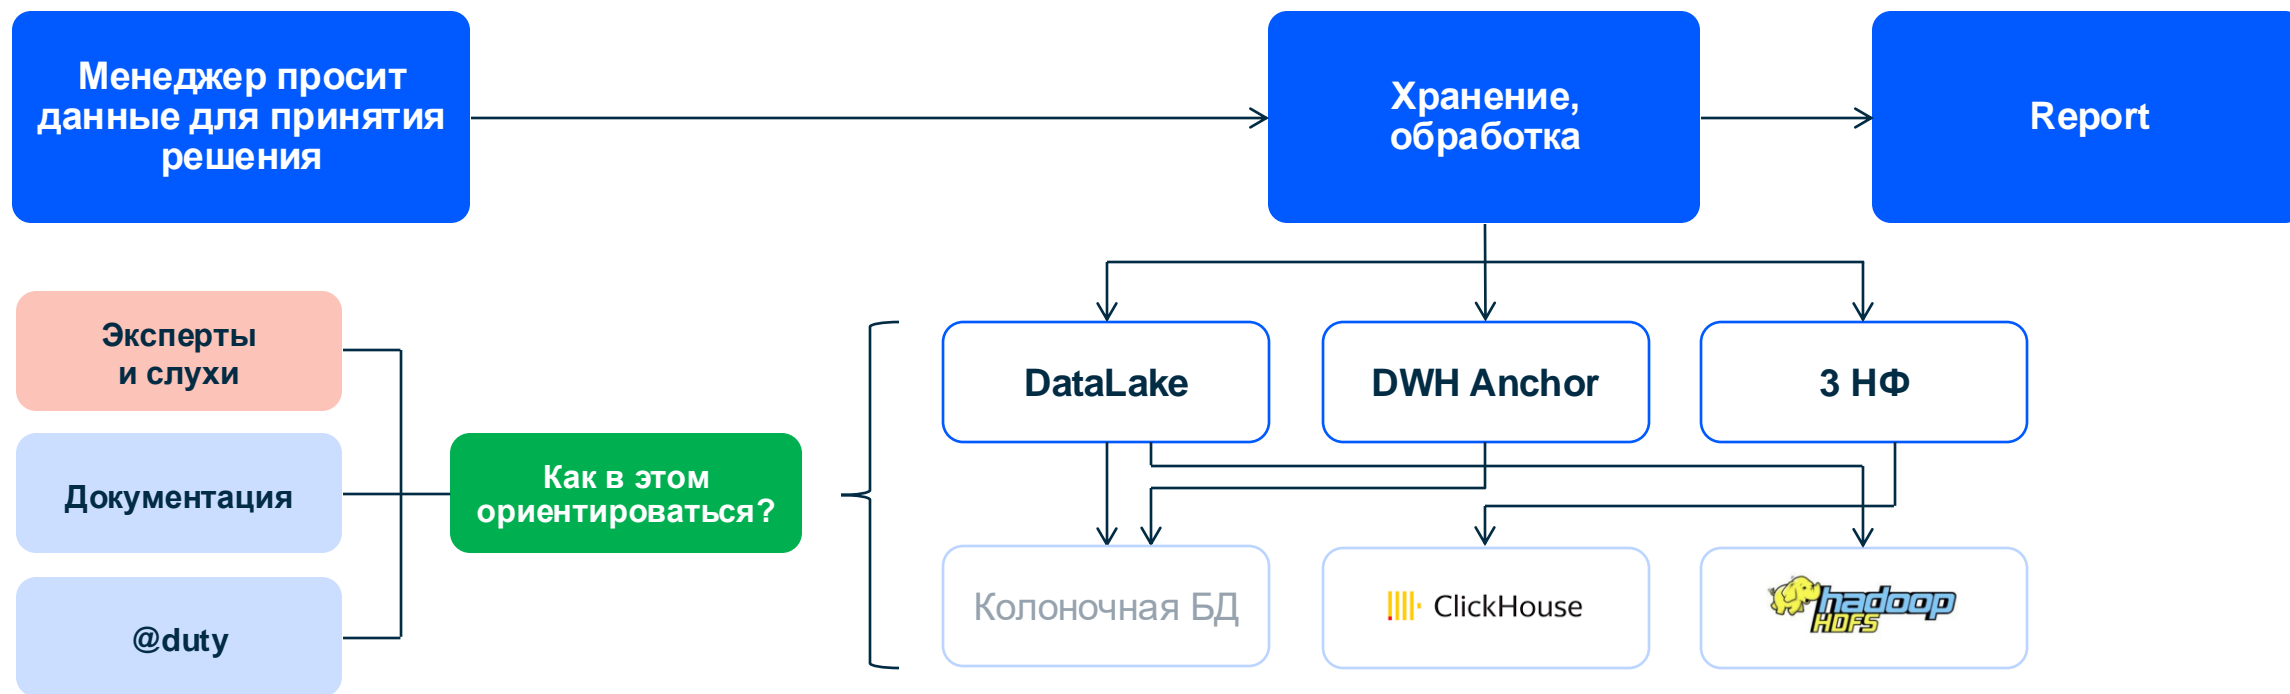 Менеджер просит
данные для принятия
решения
Хранение,
обработка
Report
Эксперты
и слухи
Документация
@duty
Как в этом
ориентироваться?
DataLake
DWH Anchor
3 НФ
Колоночная БД
ClickHouse
hadoop
HDFS